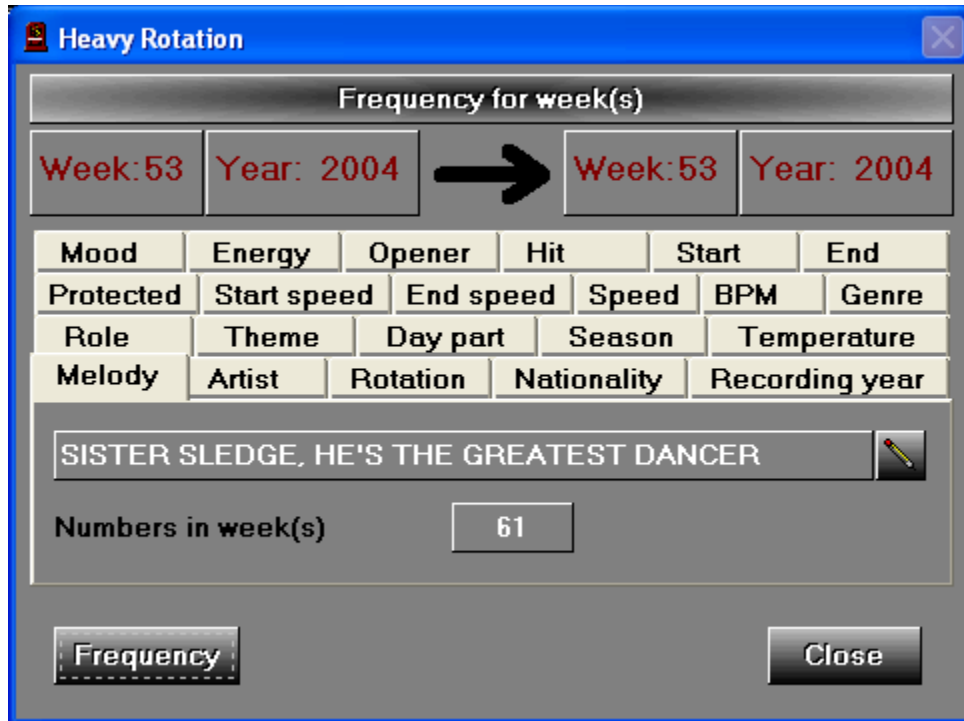 Heavy Rotation
Frequency for week(s)
Week:53 Year: 2004 Week:53 Year: 2004
Mood Energy Opener Hit Start End
Protected Start speed End speed Speed BPM Genre
Role Theme Day part Season Temperature
Melody Artist Rotation Nationality Recording year
SISTER SLEDGE, HE'S THE GREATEST DANCER
Numbers in week(s) 61
Frequency Close